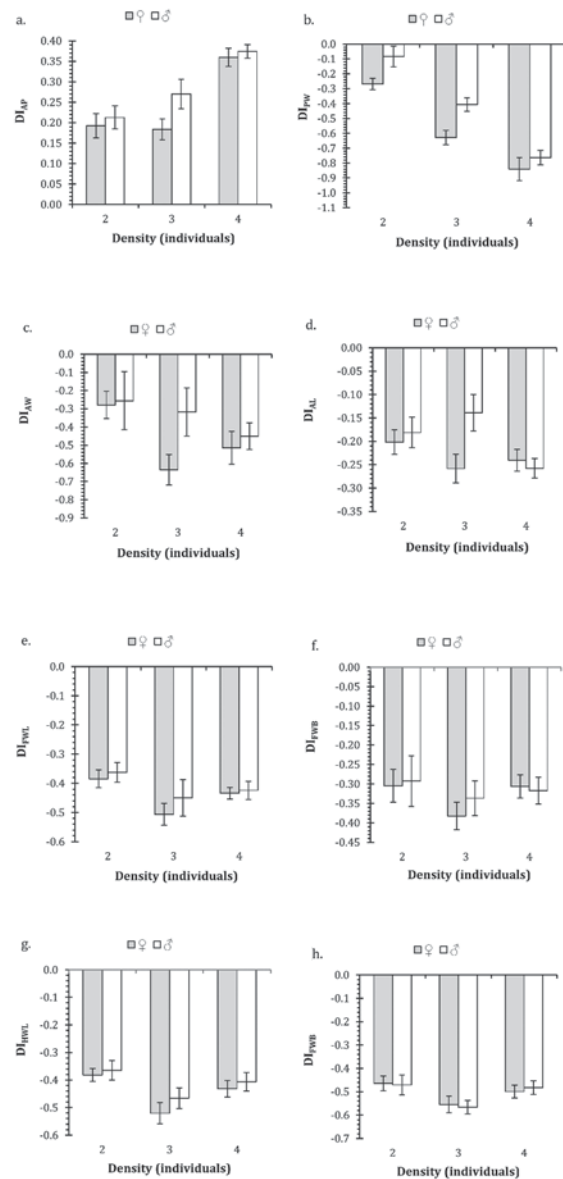 a.
♀ ♂
DI_AP
0.40
0.35
0.30
0.25
0.20
0.15
0.10
0.05
0.00
2 3 4
Density (individuals)
b.
♀ ♂
DI_PW
0.0
-0.1
-0.2
-0.3
-0.4
-0.5
-0.6
-0.7
-0.8
-0.9
-1.0
-1.1
2 3 4
Density (individuals)
c.
♀ ♂
DI_AW
0.0
-0.1
-0.2
-0.3
-0.4
-0.5
-0.6
-0.7
-0.8
-0.9
2 3 4
Density (individuals)
d.
♀ ♂
DI_AL
0.00
-0.05
-0.10
-0.15
-0.20
-0.25
-0.30
-0.35
2 3 4
Density (individuals)
e.
♀ ♂
DI_FWL
0.0
-0.1
-0.2
-0.3
-0.4
-0.5
-0.6
2 3 4
Density (individuals)
f.
♀ ♂
DI_FWB
0.00
-0.05
-0.10
-0.15
-0.20
-0.25
-0.30
-0.35
-0.40
-0.45
2 3 4
Density (individuals)
g.
♀ ♂
DI_HWL
0.0
-0.1
-0.2
-0.3
-0.4
-0.5
-0.6
2 3 4
Density (individuals)
h.
♀ ♂
DI_FWB
0.0
-0.1
-0.2
-0.3
-0.4
-0.5
-0.6
-0.7
2 3 4
Density (individuals)